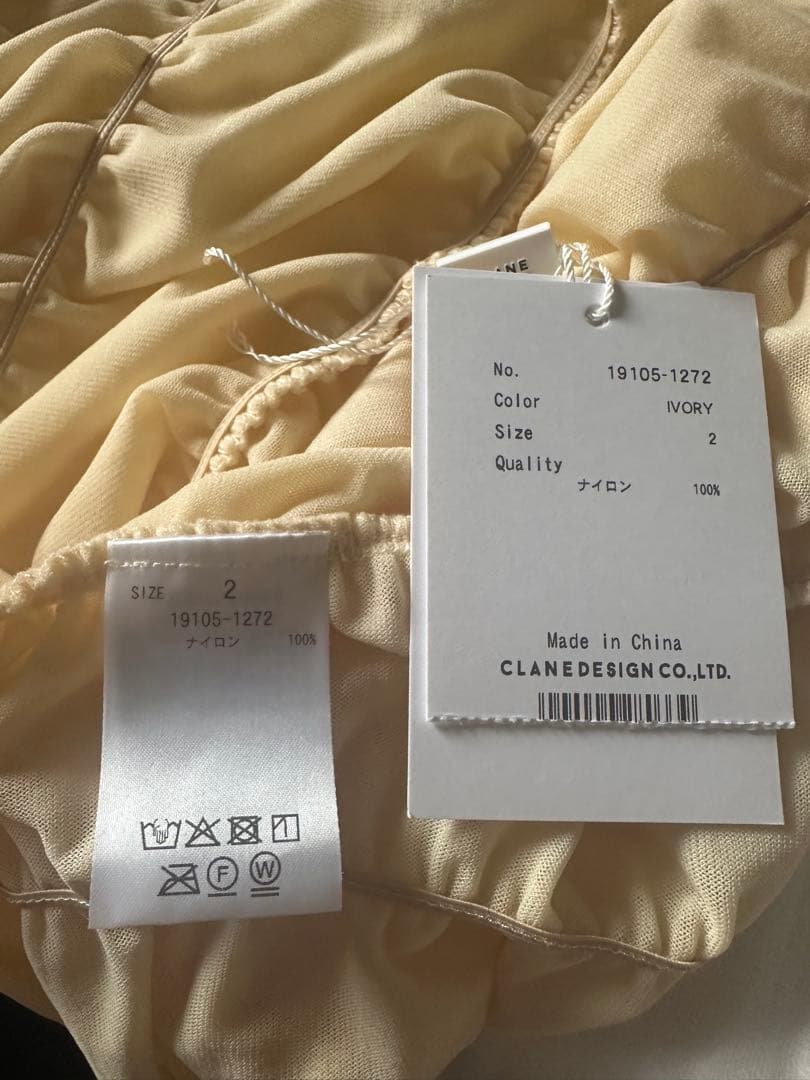 ANE
No. 19105-1272
Color IVORY
Size 2
Quality
ナイロン 100%
Made in China
CLANEDESIGN CO.,LTD.
SIZE 2
19105-1272
ナイロン 100%
F W